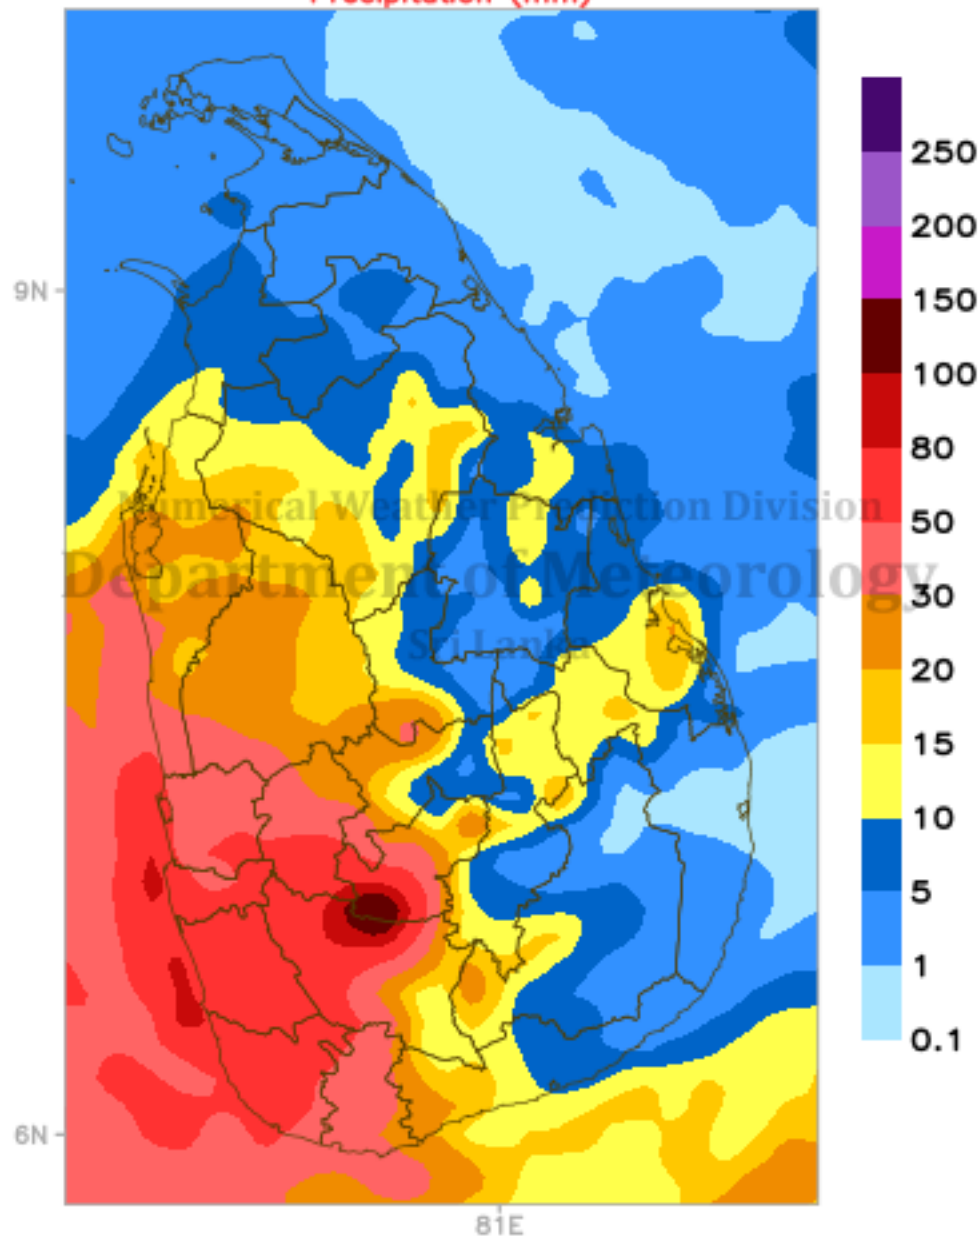 Precipitation (mm)
250
200
150
100
80
50
30
20
15
10
5
1
0.1
9N
6N
81E
Numerical Weather Prediction Division
Department of Meteorology
Sri Lanka